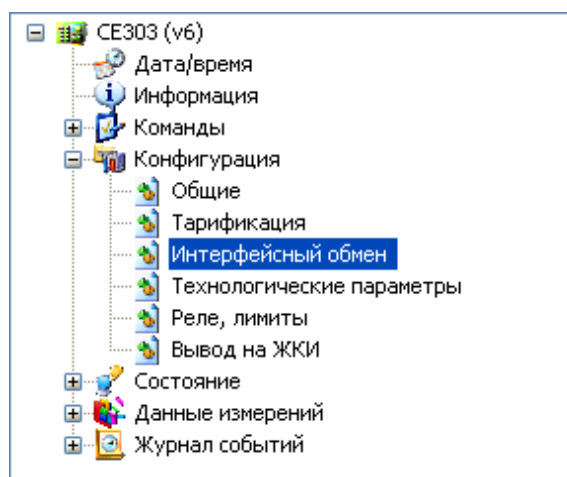 CE303 (v6)
Дата/время
Информация
Команды
Конфигурация
Общие
Тарификация
Интерфейсный обмен
Технологические параметры
Реле, лимиты
Вывод на ЖКИ
Состояние
Данные измерений
Журнал событий